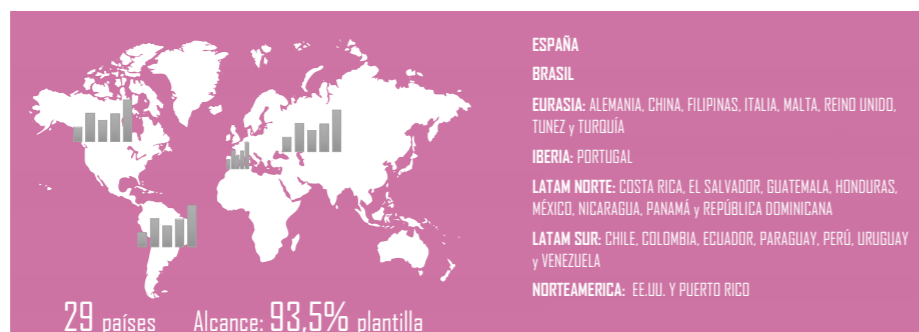 ESPAÑA
BRASIL
EURASIA: ALEMANIA, CHINA, FILIPINAS, ITALIA, MALTA, REINO UNIDO,
TUNEZ y TURQUÍA
IBERIA: PORTUGAL
LATAM NORTE: COSTA RICA, EL SALVADOR, GUATEMALA, HONDURAS,
MÉXICO, NICARAGUA, PANAMÁ y REPÚBLICA DOMINICANA
LATAM SUR: CHILE, COLOMBIA, ECUADOR, PARAGUAY, PERÚ, URUGUAY
y VENEZUELA
NORTEAMERICA: EE.UU. Y PUERTO RICO
29 países Alcance: 93,5% plantilla